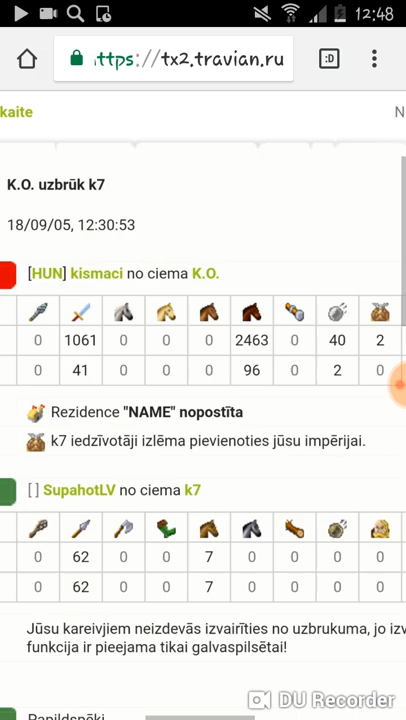 12:48
:D
https://tx2.travian.ru
kaite N
K.O. uzbrūk k7
18/09/05, 12:30:53
[HUN] kismaci no ciema K.O.
0 1061 0 0 0 2463 0 40 2
0 41 0 0 0 96 0 2 0
Rezidence "NAME" nopostīta
k7 iedzīvotāji izlēma pievienoties jūsu impērijai.
[ ] SupahotLV no ciema k7
0 62 0 0 7 0 0 0 0
0 62 0 0 7 0 0 0 0
Jūsu kareivjiem neizdevās izvairīties no uzbrukuma, jo izv
funkcija ir pieejama tikai galvaspilsētai!
DU Recorder
Papildspēki